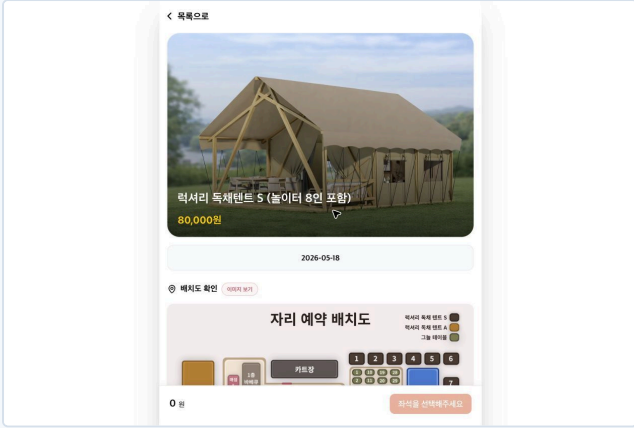 목록으로
럭셔리 독채텐트 S (놀이터 8인 포함)
80,000원
2026-05-18
배치도 확인 이미지 보기
자리 예약 배치도
럭셔리 독채 텐트 S
럭셔리 독채 텐트 A
그늘 테이블
1 2 3 4 5 6
카트장
1층
7
0 원
좌석을 선택해주세요